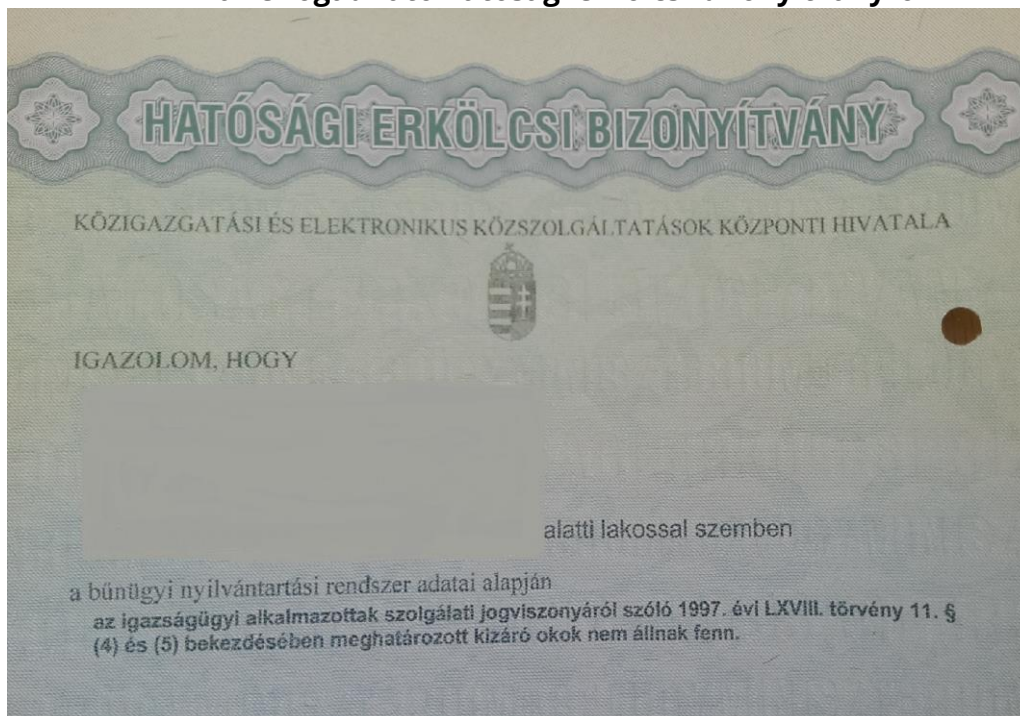 HATÓSÁGI ERKÖLCSI BIZONYÍTVÁNY
KÖZIGAZGATÁSI ÉS ELEKTRONIKUS KÖZSZOLGÁLTATÁSOK KÖZPONTI HIVATALA
IGAZOLOM, HOGY
alatti lakossal szemben
a bűnügyi nyilvántartási rendszer adatai alapján
az igazságügyi alkalmazottak szolgálati jogviszonyáról szóló 1997. évi LXVIII. törvény 11. §
(4) és (5) bekezdésében meghatározott kizáró okok nem állnak fenn.